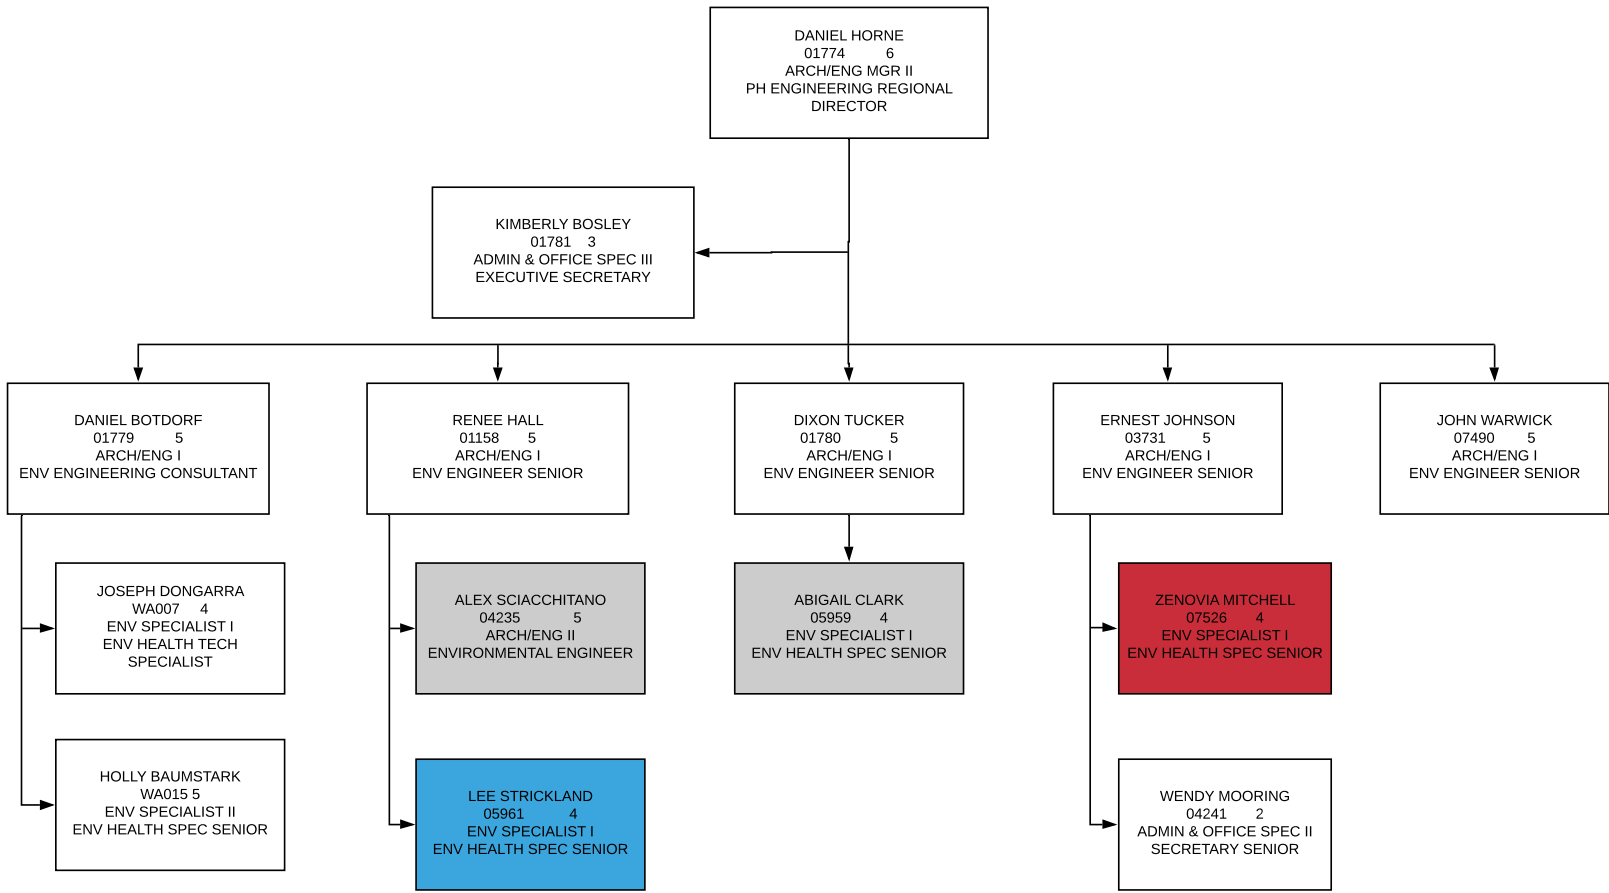 DANIEL HORNE
01774 6
ARCH/ENG MGR II
PH ENGINEERING REGIONAL
DIRECTOR
KIMBERLY BOSLEY
01781 3
ADMIN & OFFICE SPEC III
EXECUTIVE SECRETARY
DANIEL BOTDORF
01779 5
ARCH/ENG I
ENV ENGINEERING CONSULTANT
RENEE HALL
01158 5
ARCH/ENG I
ENV ENGINEER SENIOR
DIXON TUCKER
01780 5
ARCH/ENG I
ENV ENGINEER SENIOR
ERNEST JOHNSON
03731 5
ARCH/ENG I
ENV ENGINEER SENIOR
JOHN WARWICK
07490 5
ARCH/ENG I
ENV ENGINEER SENIOR
JOSEPH DONGARRA
WA007 4
ENV SPECIALIST I
ENV HEALTH TECH
SPECIALIST
ALEX SCIACCHITANO
04235 5
ARCH/ENG II
ENVIRONMENTAL ENGINEER
ABIGAIL CLARK
05959 4
ENV SPECIALIST I
ENV HEALTH SPEC SENIOR
ZENOVIA MITCHELL
07526 4
ENV SPECIALIST I
ENV HEALTH SPEC SENIOR
HOLLY BAUMSTARK
WA015 5
ENV SPECIALIST II
ENV HEALTH SPEC SENIOR
LEE STRICKLAND
05961 4
ENV SPECIALIST I
ENV HEALTH SPEC SENIOR
WENDY MOORING
04241 2
ADMIN & OFFICE SPEC II
SECRETARY SENIOR